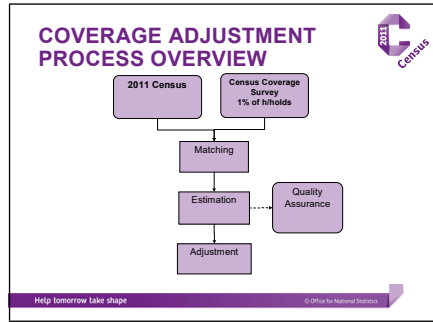 COVERAGE ADJUSTMENT
PROCESS OVERVIEW
2011
Census
2011 Census
Census Coverage
Survey
1% of h/holds
Matching
Estimation
Quality
Assurance
Adjustment
Help tomorrow take shape
© Office for National Statistics